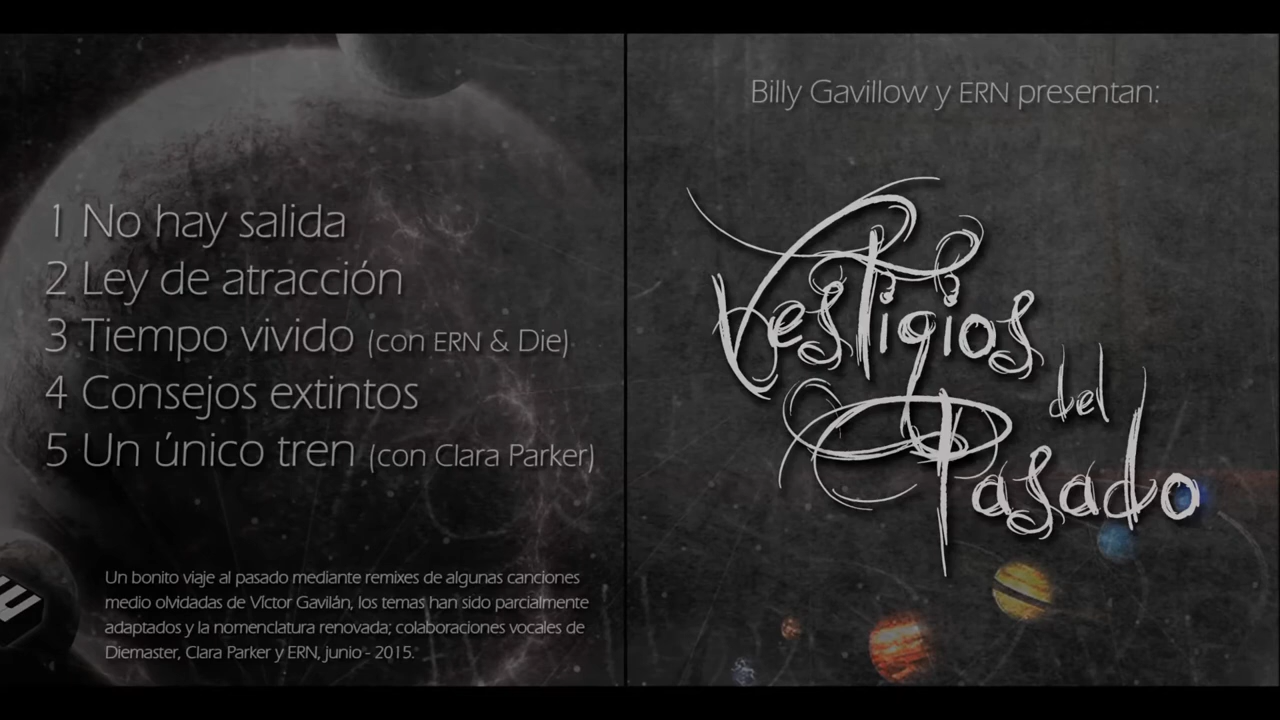 1 No hay salida
2 Ley de atracción
3 Tiempo vivido (con ERN & Die)
4 Consejos extintos
5 Un único tren (con Clara Parker)
Un bonito viaje al pasado mediante remixes de algunas canciones
medio olvidadas de Víctor Gavilán, los temas han sido parcialmente
adaptados y la nomenclatura renovada; colaboraciones vocales de
Diemaster, Clara Parker y ERN, junio - 2015.
Billy Gavillow y ERN presentan:
Vestigios
del
Pasado